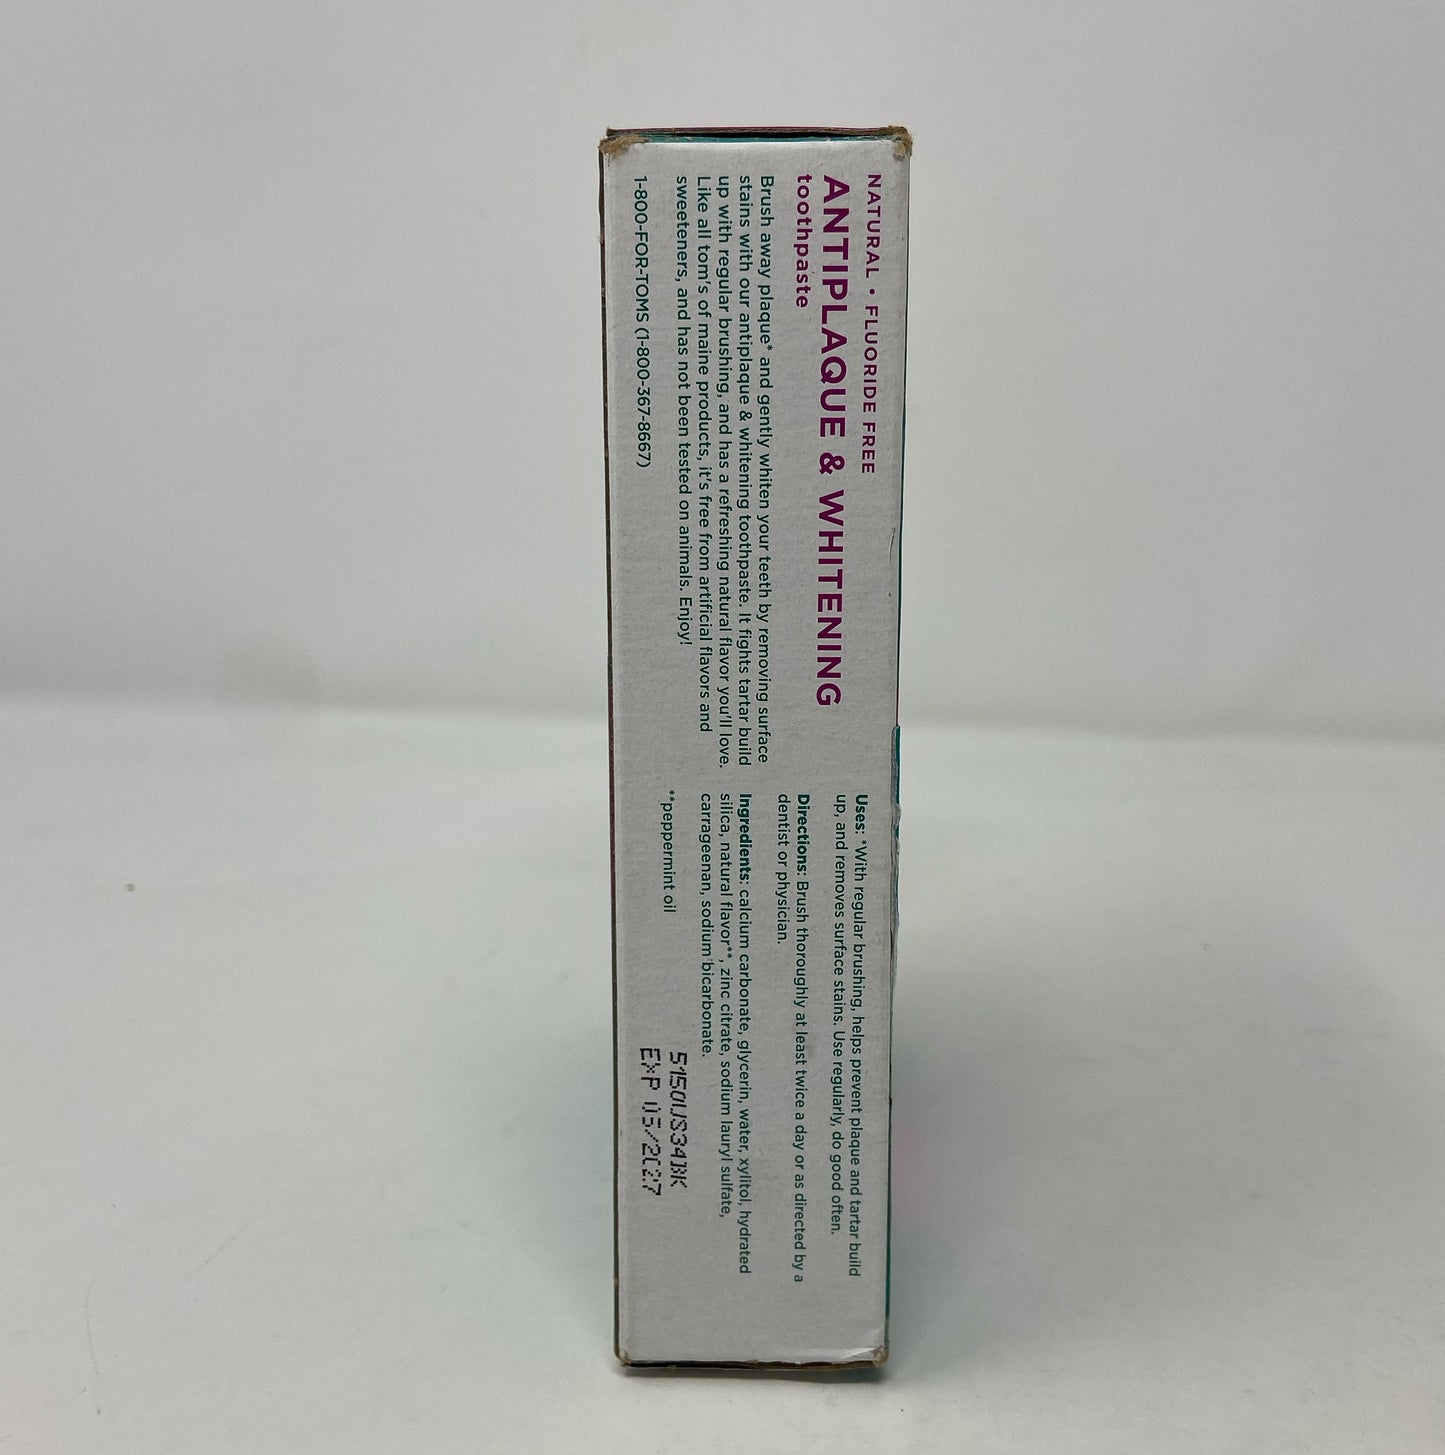 NATURAL • FLUORIDE FREE
ANTIPLAQUE & WHITENING
toothpaste
Brush away plaque* and gently whiten your teeth by removing surface
stains with our antiplaque & whitening toothpaste. It fights tartar build
up with regular brushing, and has a refreshing natural flavor you'll love.
Like all tom's of maine products, it's free from artificial flavors and
sweeteners, and has not been tested on animals. Enjoy!
1-800-FOR-TOMS (1-800-367-8667)
Uses: *With regular brushing, helps prevent plaque and tartar build
up, and removes surface stains. Use regularly, do good often.
Directions: Brush thoroughly at least twice a day or as directed by a
dentist or physician.
Ingredients: calcium carbonate, glycerin, water, xylitol, hydrated
silica, natural flavor**, zinc citrate, sodium lauryl sulfate,
carrageenan, sodium bicarbonate.
**peppermint oil
5150US34BK
EXP 05/2027